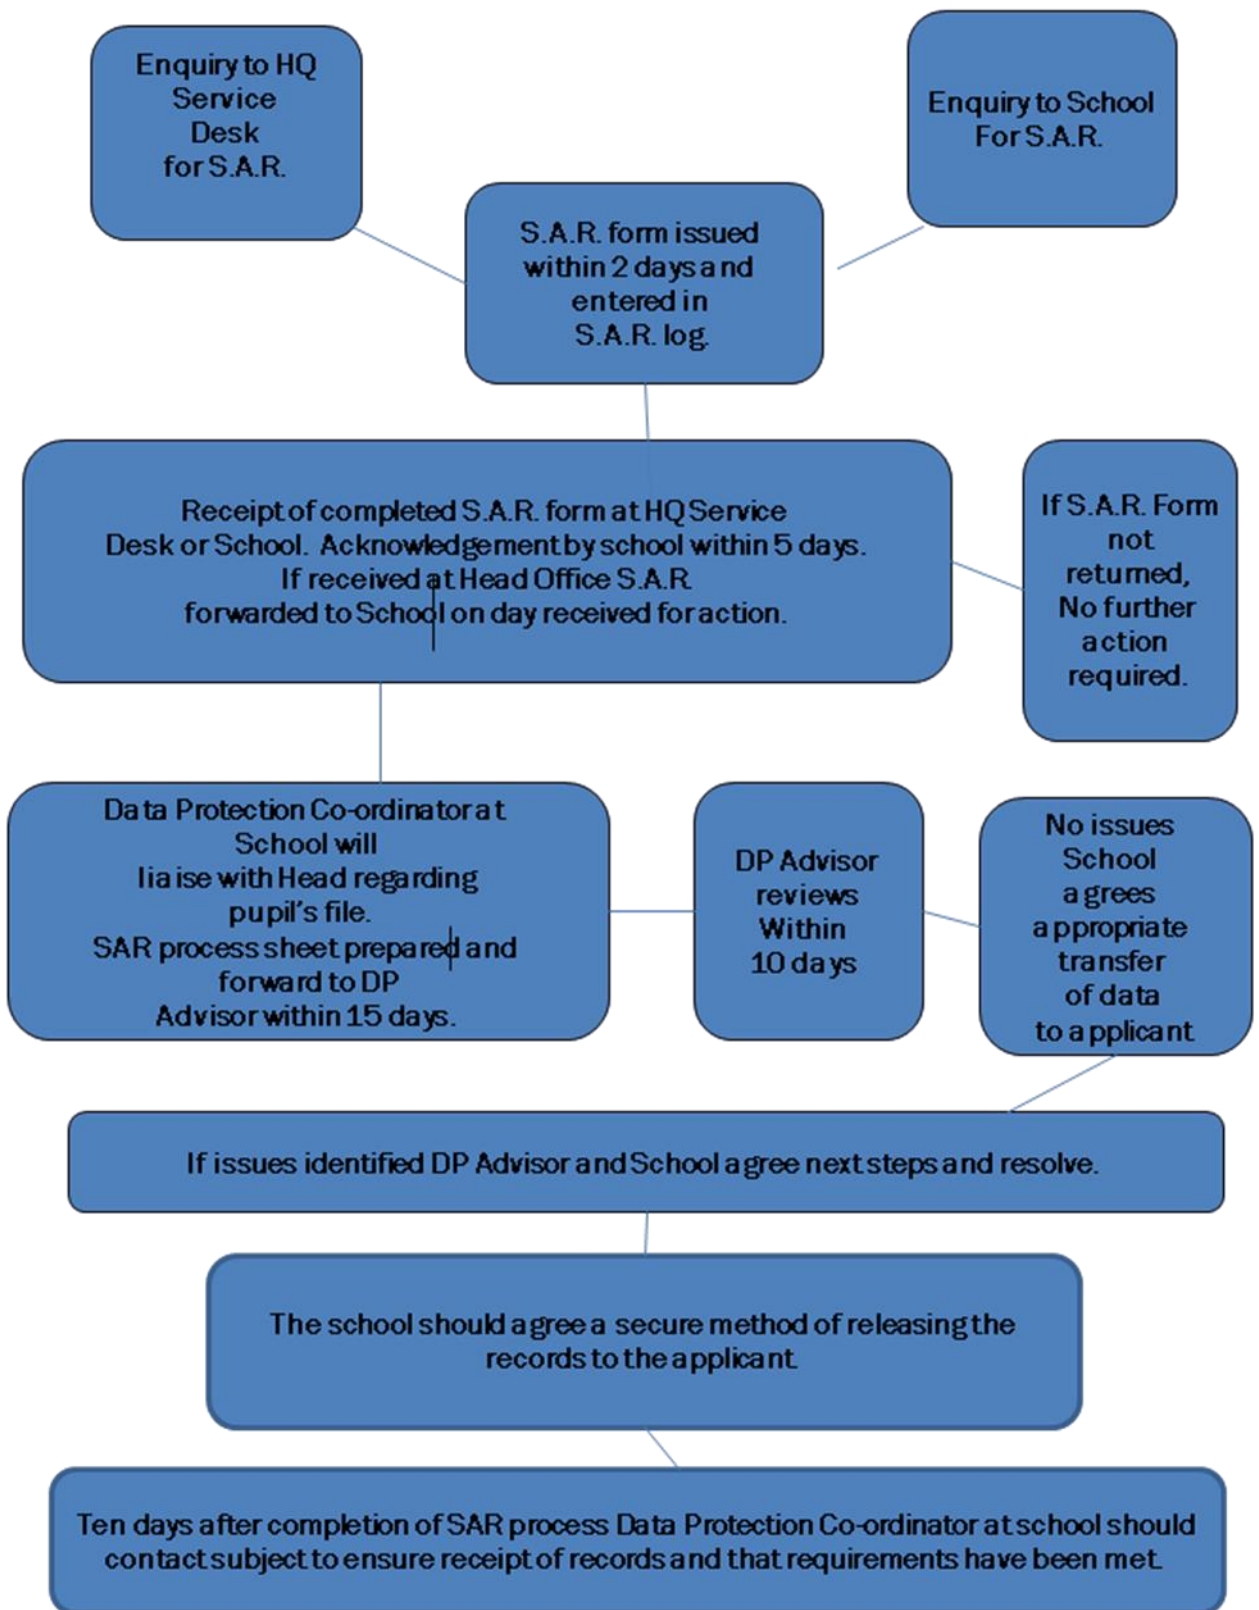 Enquiry to HQ
Service
Desk
for S.A.R.
Enquiry to School
For S.A.R.
S.A.R. form issued
within 2 days and
entered in
S.A.R. log.
Receipt of completed S.A.R. form at HQ Service
Desk or School. Acknowledgement by school within 5 days.
If received at Head Office S.A.R
forwarded to School on day received for action.
If S.A.R. Form
not
returned,
No further
action
required.
Data Protection Co-ordinator at
School will
liaise with Head regarding
pupil's file.
SAR process sheet prepared and
forward to DP
Advisor within 15 days.
DP Advisor
reviews
Within
10 days
No issues
School
agrees
appropriate
transfer
of data
to applicant
If issues identified DP Advisor and School agree next steps and resolve.
The school should agree a secure method of releasing the
records to the applicant.
Ten days after completion of SAR process Data Protection Co-ordinator at school should
contact subject to ensure receipt of records and that requirements have been met.